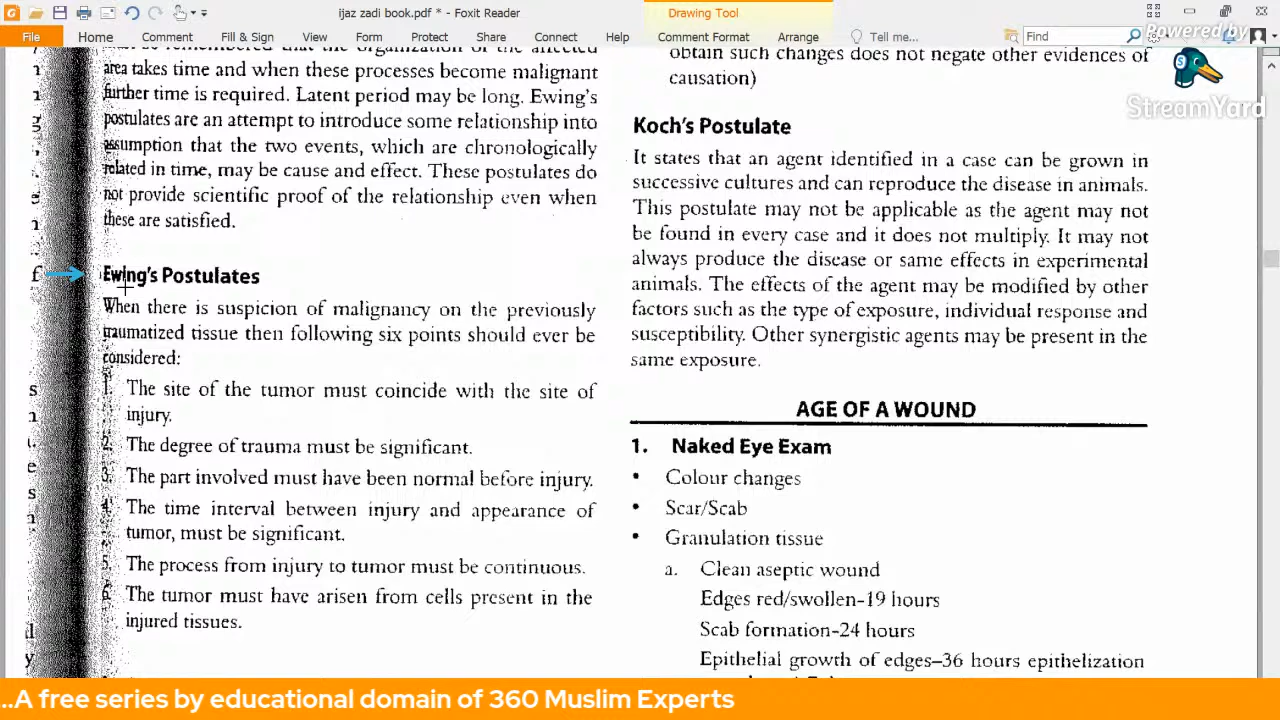 ijaz zadi book.pdf * - Foxit Reader
Drawing Tool
File Home Comment Fill & Sign View Form Protect Share Connect Help Comment Format Arrange Tell me... Find
Powered by
StreamYard
area takes time and when these processes become malignant
further time is required. Latent period may be long. Ewing's
postulates are an attempt to introduce some relationship into
assumption that the two events, which are chronologically
related in time, may be cause and effect. These postulates do
not provide scientific proof of the relationship even when
these are satisfied.
Ewing's Postulates
When there is suspicion of malignancy on the previously
traumatized tissue then following six points should ever be
considered:
1. The site of the tumor must coincide with the site of
injury.
2. The degree of trauma must be significant.
3. The part involved must have been normal before injury.
4. The time interval between injury and appearance of
tumor, must be significant.
5. The process from injury to tumor must be continuous.
6. The tumor must have arisen from cells present in the
injured tissues.
obtain such changes does not negate other evidences of
causation)
Koch's Postulate
It states that an agent identified in a case can be grown in
successive cultures and can reproduce the disease in animals.
This postulate may not be applicable as the agent may not
be found in every case and it does not multiply. It may not
always produce the disease or same effects in experimental
animals. The effects of the agent may be modified by other
factors such as the type of exposure, individual response and
susceptibility. Other synergistic agents may be present in the
same exposure.
AGE OF A WOUND
1. Naked Eye Exam
• Colour changes
• Scar/Scab
• Granulation tissue
a. Clean aseptic wound
Edges red/swollen-19 hours
Scab formation-24 hours
Epithelial growth of edges–36 hours epithelization
..A free series by educational domain of 360 Muslim Experts